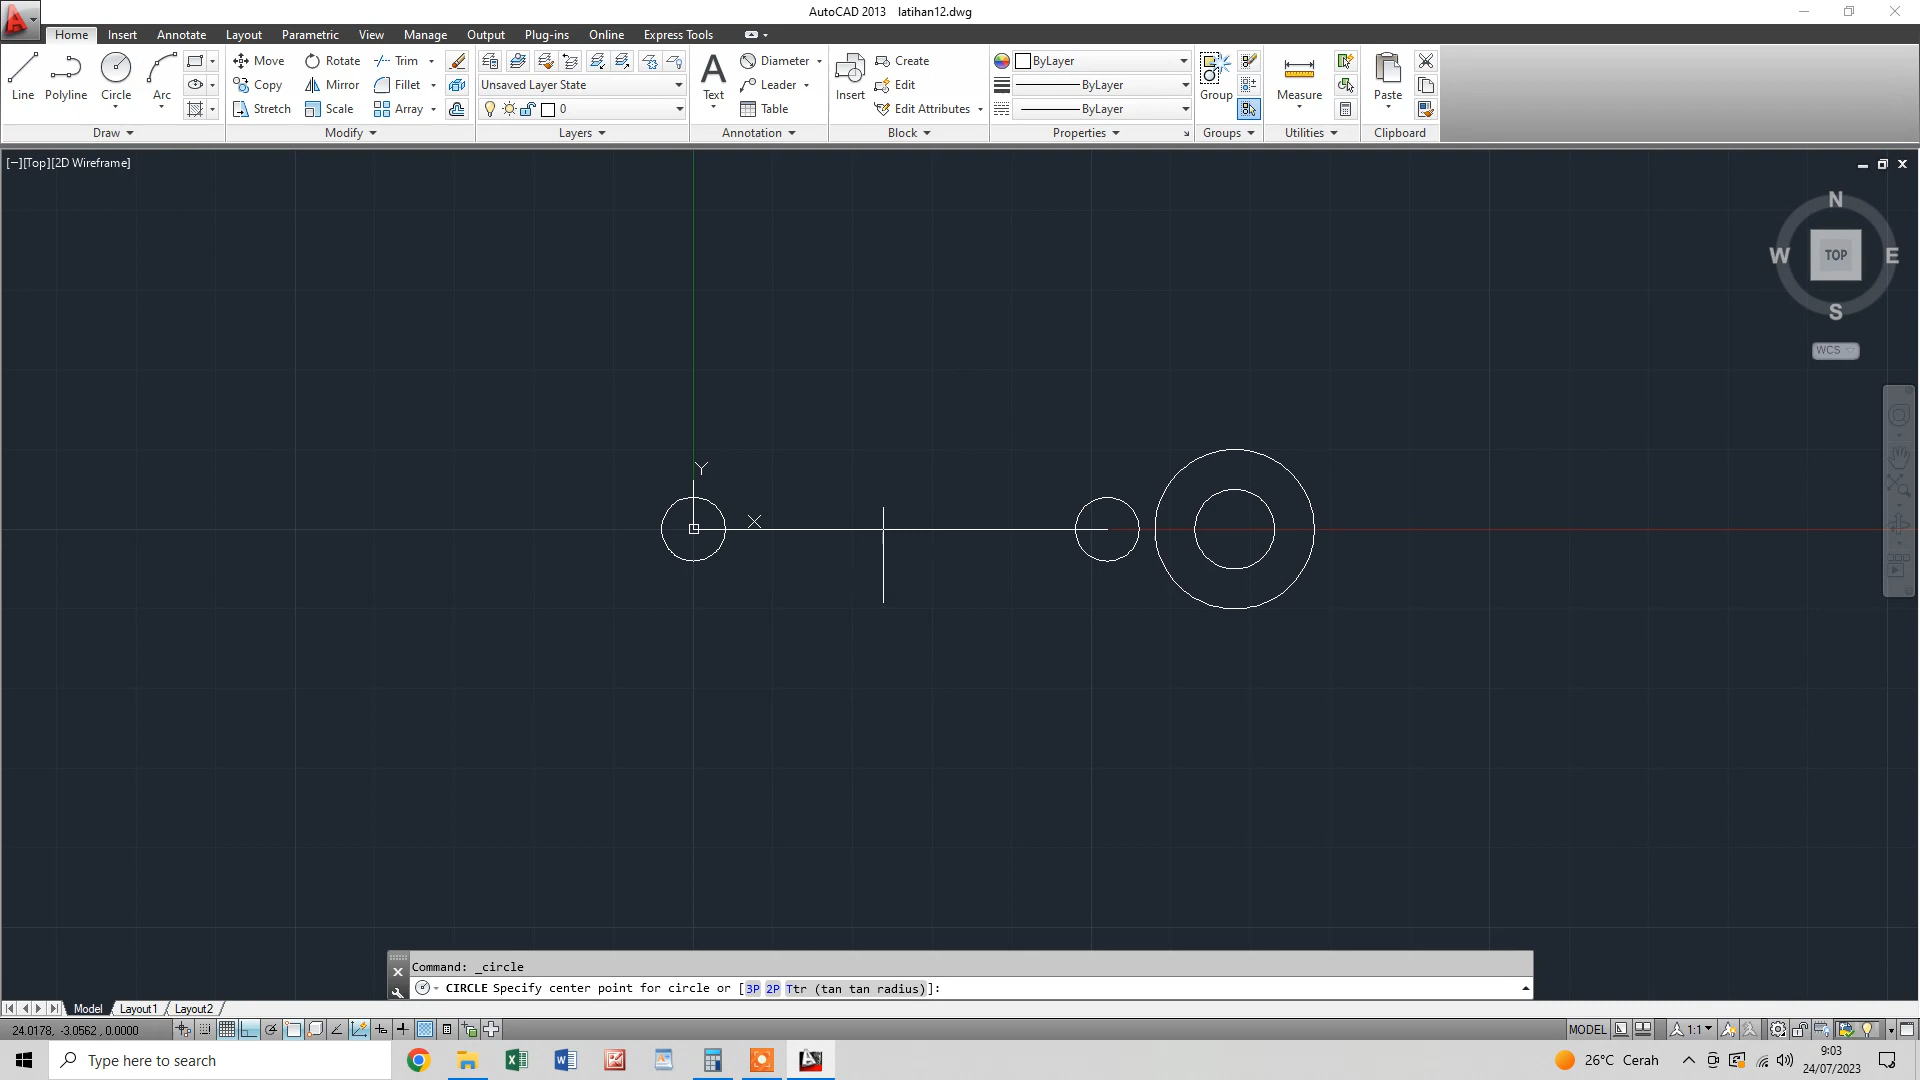 AutoCAD 2013 latihan12.dwg
Home Insert Annotate Layout Parametric View Manage Output Plug-ins Online Express Tools
Line Polyline Circle Arc
Move Rotate Trim
Copy Mirror Fillet
Stretch Scale Array
Unsaved Layer State
0
Text
Diameter
Leader
Table
Insert
Create
Edit
Edit Attributes
ByLayer
ByLayer
ByLayer
Group
Measure
Paste
Draw Modify Layers Annotation Block Properties Groups Utilities Clipboard
[−][Top][2D Wireframe]
N
W TOP E
S
WCS
Y
X
Command: _circle
CIRCLE Specify center point for circle or [3P 2P Ttr (tan tan radius)]:
Model Layout1 Layout2
24.0178, -3.0562 , 0.0000
MODEL 1:1
Type here to search
26°C Cerah
9:03
24/07/2023